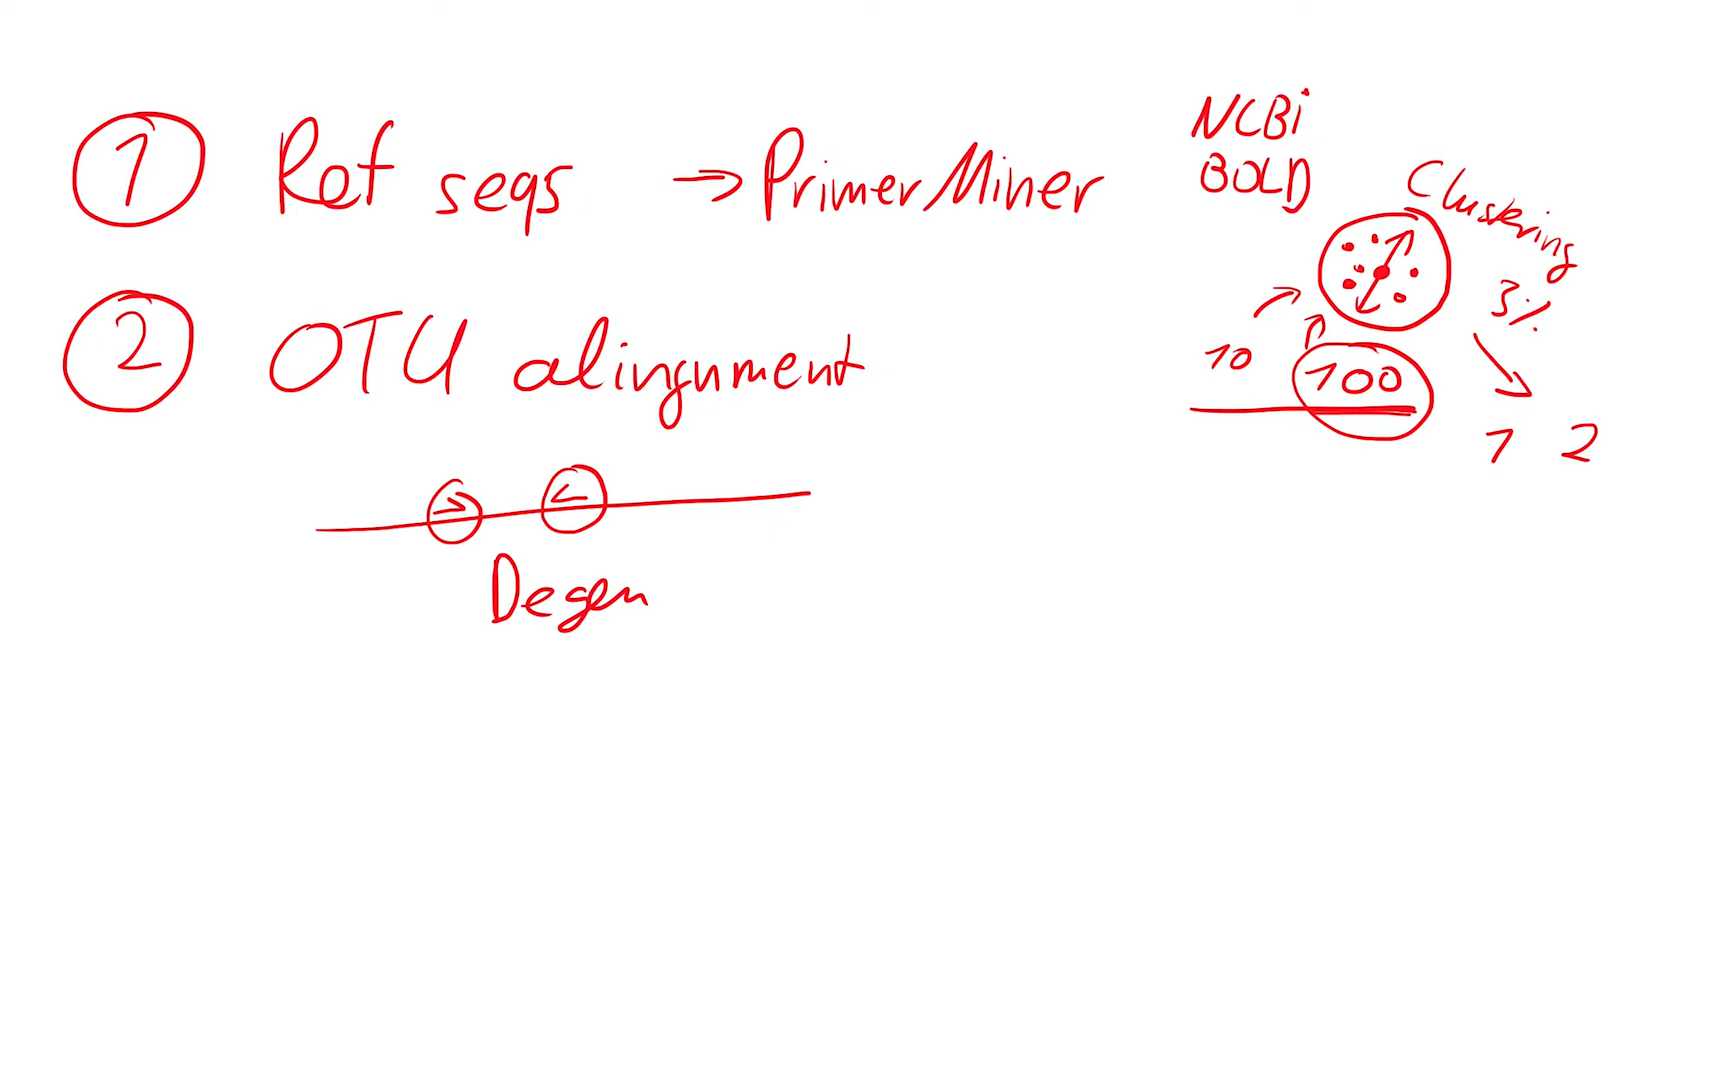 1 Ref seqs → PrimerMiner
NCBi
BOLD
Clustering
3%
10 100
1 2
2 OTU alingnment
> <
Degen